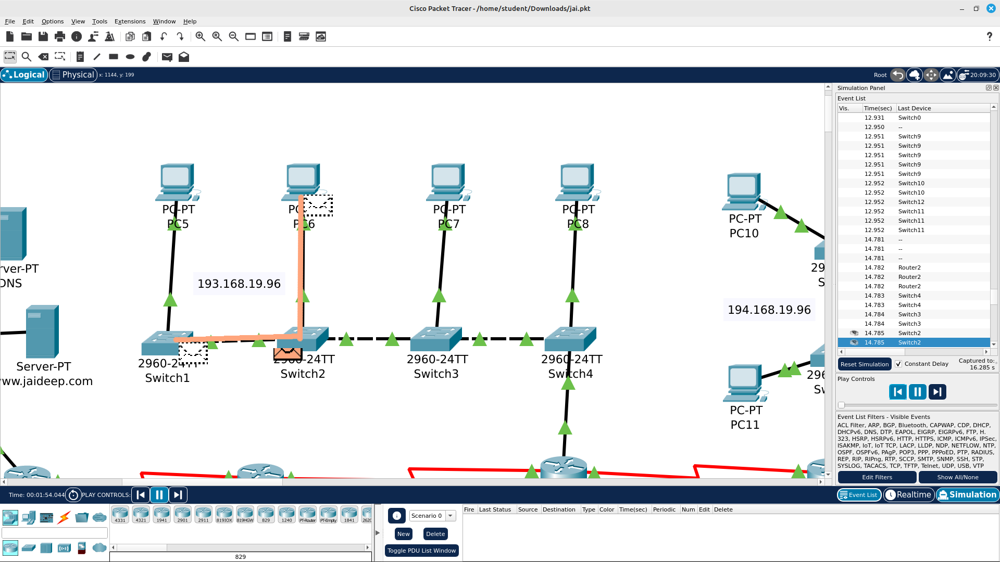 Cisco Packet Tracer - /home/student/Downloads/jai.pkt
File Edit Options View Tools Extensions Window Help
Logical Physical x: 1144, y: 199
Root 20:09:30
PC-PT
PC5
PC6
PC-PT
PC7
PC-PT
PC8
PC-PT
PC10
rver-PT
DNS
193.168.19.96
194.168.19.96
Server-PT
ww.jaideep.com
Switch1
2960-24TT
Switch2
2960-24TT
Switch3
2960-24TT
Switch4
PC-PT
PC11
Simulation Panel
Event List
Vis. Time(sec) Last Device
12.931 Switch0
12.950 --
12.951 Switch9
12.951 Switch9
12.951 Switch9
12.951 Switch9
12.951 Switch9
12.952 Switch10
12.952 Switch10
12.952 Switch12
12.952 Switch11
12.952 Switch11
12.952 Switch11
14.781 --
14.781 --
14.781 --
14.782 Router2
14.782 Router2
14.782 Router2
14.783 Switch4
14.783 Switch4
14.784 Switch3
14.784 Switch3
14.785 Switch2
14.785 Switch2
Reset Simulation Constant Delay Captured to:
16.285 s
Play Controls
Event List Filters - Visible Events
ACL Filter, ARP, BGP, Bluetooth, CAPWAP, CDP, DHCP,
DHCPv6, DNS, DTP, EAPOL, EIGRP, EIGRPv6, FTP, H.
323, HSRP, HSRPv6, HTTP, HTTPS, ICMP, ICMPv6, IPSec,
ISAKMP, IoT, IoT TCP, LACP, LLDP, NDP, NETFLOW, NTP,
OSPF, OSPFv6, PAgP, POP3, PPP, PPPoED, PTP, RADIUS,
REP, RIP, RIPng, RTP, SCCP, SMTP, SNMP, SSH, STP,
SYSLOG, TACACS, TCP, TFTP, Telnet, UDP, USB, VTP
Edit Filters Show All/None
Time: 00:01:54.044 PLAY CONTROLS:
Event List Realtime Simulation
4331 4321 1941 2901 2911 819IOX 819HGW 829 1240 PT-Router PT-Empty 1841 2620
829
Scenario 0
New Delete
Toggle PDU List Window
Fire Last Status Source Destination Type Color Time(sec) Periodic Num Edit Delete